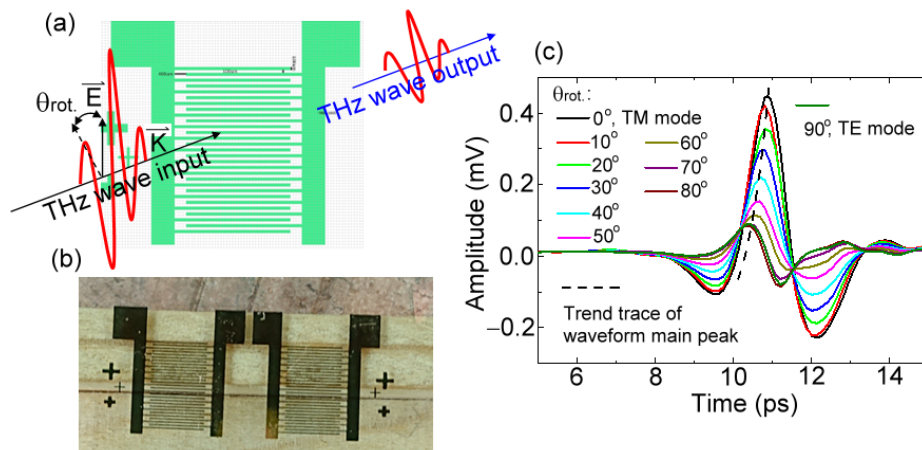 (a)
θrot.
E
K
THz wave input
THz wave output
(b)
(c)
Amplitude (mV)
0.4
0.2
0.0
−0.2
θrot.:
0°, TM mode
10°
20°
30°
40°
50°
60°
70°
80°
90°, TE mode
Trend trace of
waveform main peak
6
8
10
12
14
Time (ps)